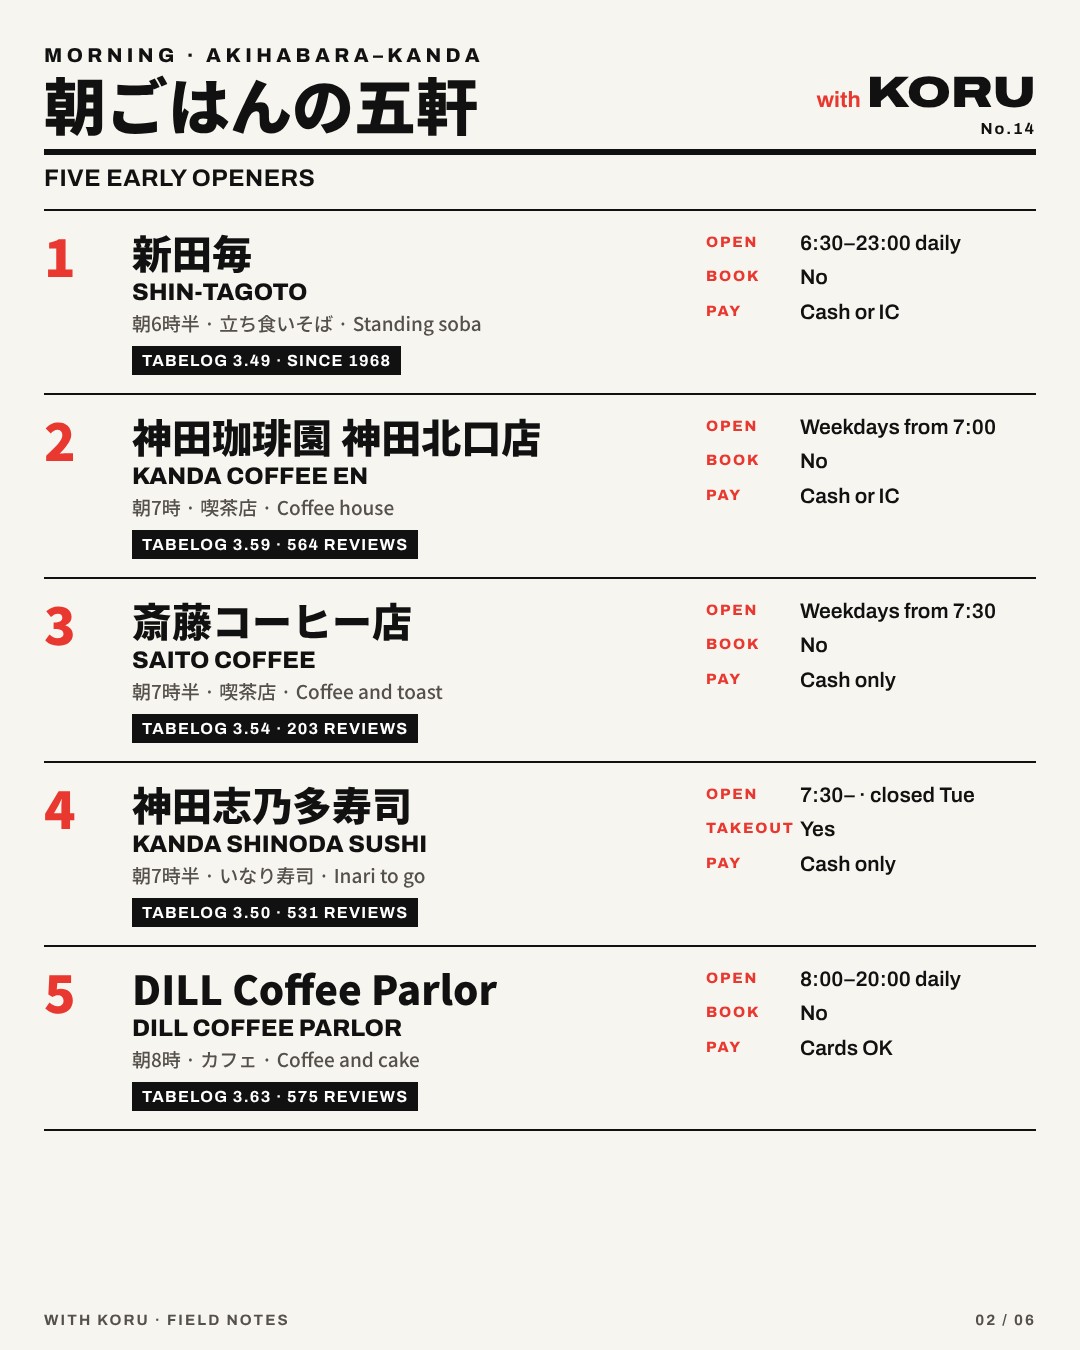 MORNING · AKIHABARA–KANDA
朝ごはんの五軒
with KORU
No.14
FIVE EARLY OPENERS
1
新田毎
SHIN-TAGOTO
朝6時半 · 立ち食いそば · Standing soba
TABELOG 3.49 · SINCE 1968
OPEN 6:30–23:00 daily
BOOK No
PAY Cash or IC
2
神田珈琲園 神田北口店
KANDA COFFEE EN
朝7時 · 喫茶店 · Coffee house
TABELOG 3.59 · 564 REVIEWS
OPEN Weekdays from 7:00
BOOK No
PAY Cash or IC
3
斎藤コーヒー店
SAITO COFFEE
朝7時半 · 喫茶店 · Coffee and toast
TABELOG 3.54 · 203 REVIEWS
OPEN Weekdays from 7:30
BOOK No
PAY Cash only
4
神田志乃多寿司
KANDA SHINODA SUSHI
朝7時半 · いなり寿司 · Inari to go
TABELOG 3.50 · 531 REVIEWS
OPEN 7:30– · closed Tue
TAKEOUT Yes
PAY Cash only
5
DILL Coffee Parlor
DILL COFFEE PARLOR
朝8時 · カフェ · Coffee and cake
TABELOG 3.63 · 575 REVIEWS
OPEN 8:00–20:00 daily
BOOK No
PAY Cards OK
WITH KORU · FIELD NOTES
02 / 06